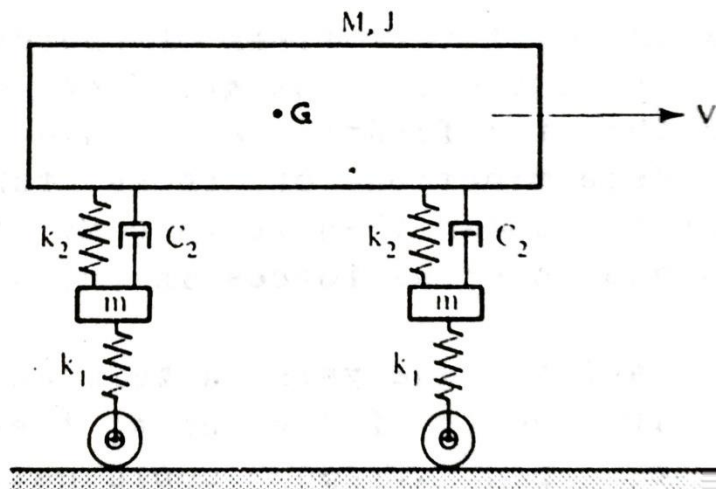 M, J
G
V
k₂ C₂ k₂ C₂
m m
k₁ k₁